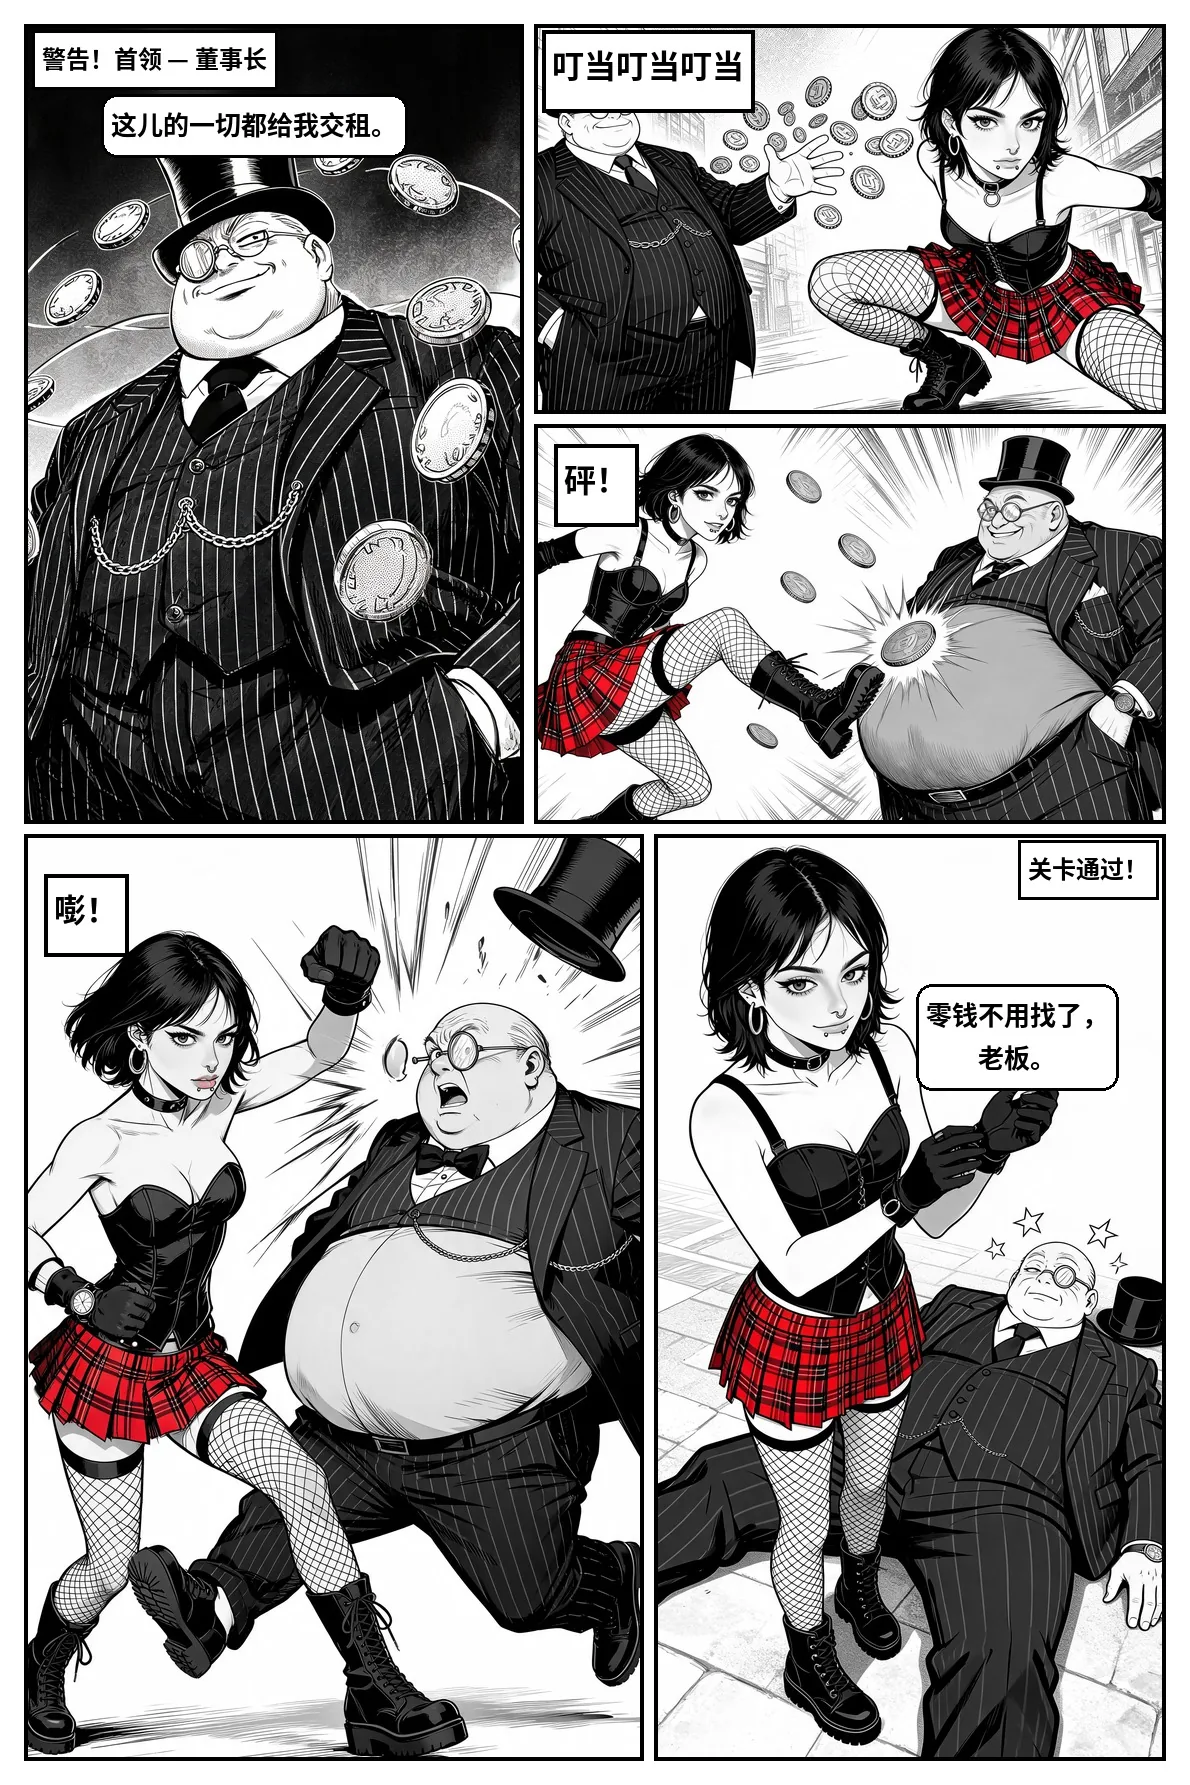 警告！首领 — 董事长
这儿的一切都给我交租。
叮当叮当叮当
砰！
嘭！
关卡通过！
零钱不用找了，
老板。